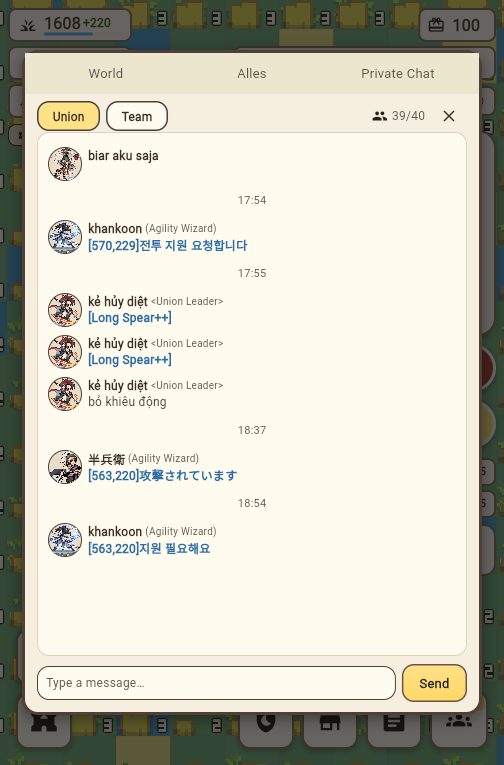 1608 +220
100
World
Alles
Private Chat
Union
Team
39/40
biar aku saja
17:54
khankoon (Agility Wizard)
[570,229]전투 지원 요청합니다
17:55
kẻ hủy diệt <Union Leader>
[Long Spear++]
kẻ hủy diệt <Union Leader>
[Long Spear++]
kẻ hủy diệt <Union Leader>
bỏ khiêu động
18:37
半兵衛 (Agility Wizard)
[563,220]攻撃されています
18:54
khankoon (Agility Wizard)
[563,220]지원 필요해요
Type a message...
Send